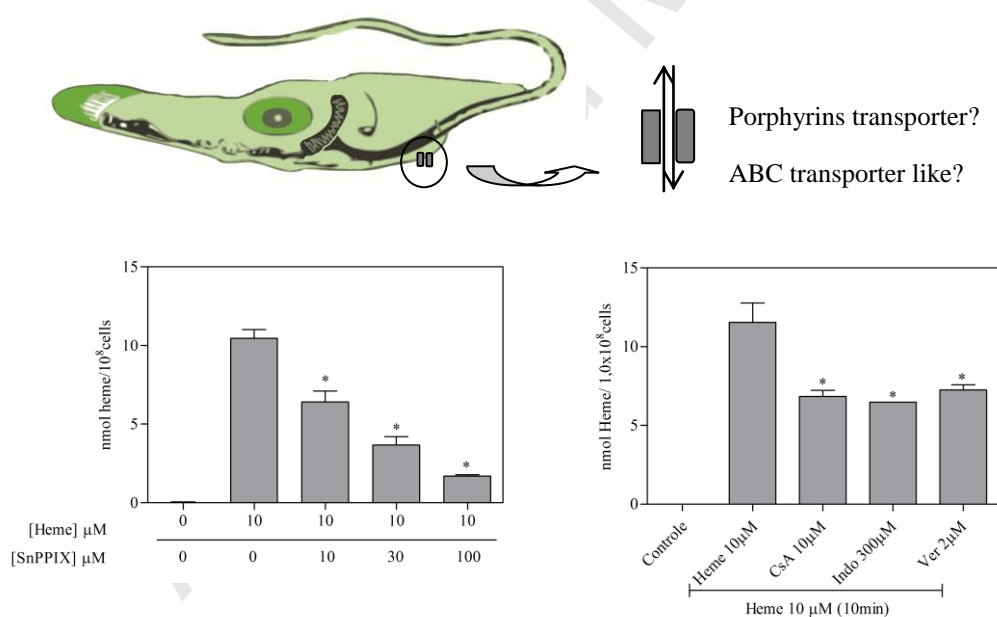 Porphyrins transporter?
ABC transporter like?
15
10
5
0
nmol heme/10⁸cells
*
*
*
[Heme] µM
0 10 10 10 10
[SnPPIX] µM
0 0 10 30 100
15
10
5
0
nmol Heme/ 1,0x10⁸cells
*
*
*
Controle
Heme 10µM
CsA 10µM
Indo 300µM
Ver 2µM
Heme 10 µM (10min)